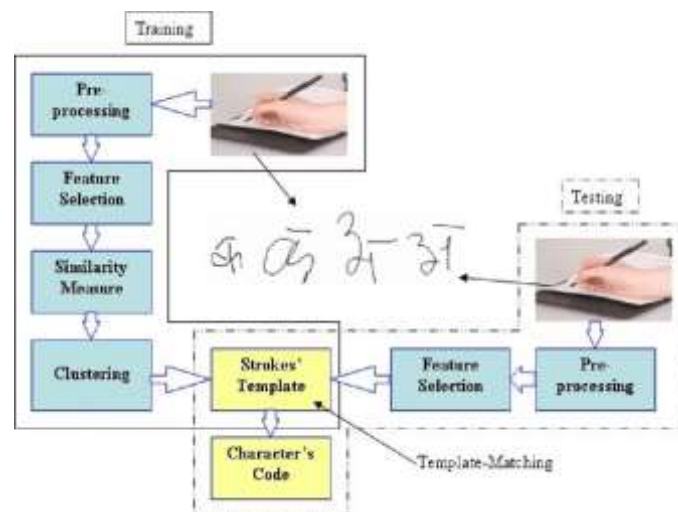 Training
Pre-
processing
Feature
Selection
Testing
Similarity
Measure
Clustering
Strokes'
Template
Feature
Selection
Pre-
processing
Character's
Code
Template-Matching